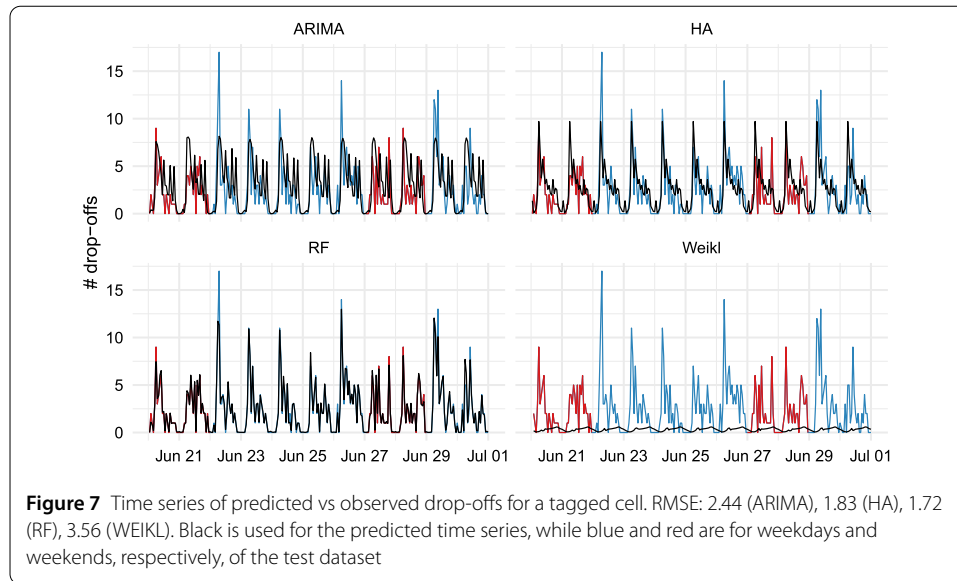 ARIMA
HA
15
10
5
0
# drop-offs
RF
Weikl
15
10
5
0
Jun 21 Jun 23 Jun 25 Jun 27 Jun 29 Jul 01
Jun 21 Jun 23 Jun 25 Jun 27 Jun 29 Jul 01
Figure 7 Time series of predicted vs observed drop-offs for a tagged cell. RMSE: 2.44 (ARIMA), 1.83 (HA), 1.72
(RF), 3.56 (WEIKL). Black is used for the predicted time series, while blue and red are for weekdays and
weekends, respectively, of the test dataset